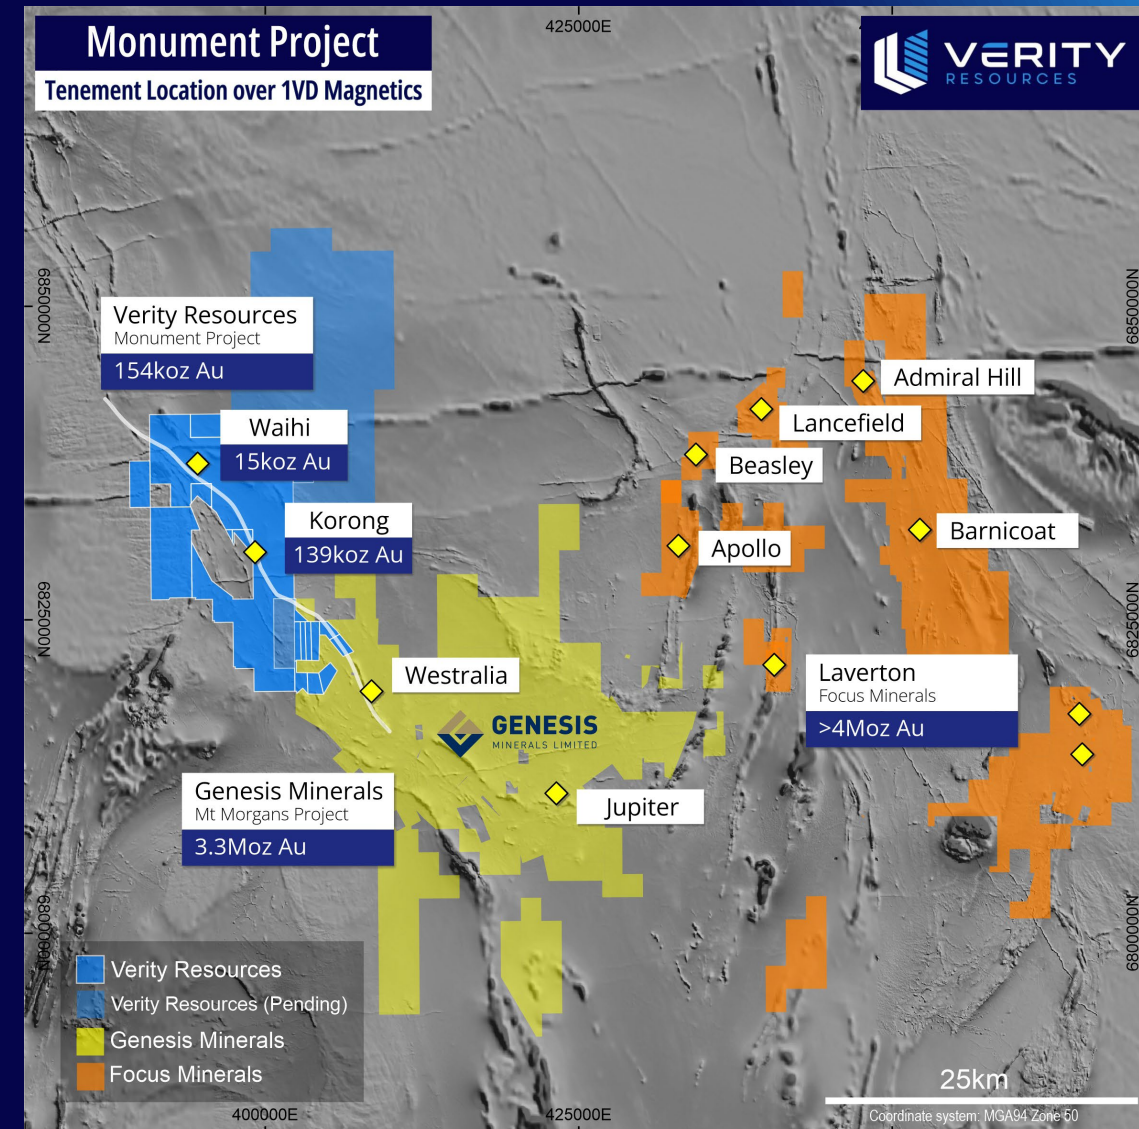 Monument Project
Tenement Location over 1VD Magnetics
425000E
VERITY
RESOURCES
6850000N
6850000N
Verity Resources
Monument Project
154koz Au
Waihi
15koz Au
Korong
139koz Au
Admiral Hill
Lancefield
Beasley
Apollo
Barnicoat
6825000N
6825000N
Westralia
Laverton
Focus Minerals
>4Moz Au
GENESIS
MINERALS LIMITED
Genesis Minerals
Mt Morgans Project
3.3Moz Au
Jupiter
6800000N
6800000N
Verity Resources
Verity Resources (Pending)
Genesis Minerals
Focus Minerals
25km
400000E
425000E
Coordinate system: MGA94 Zone 50